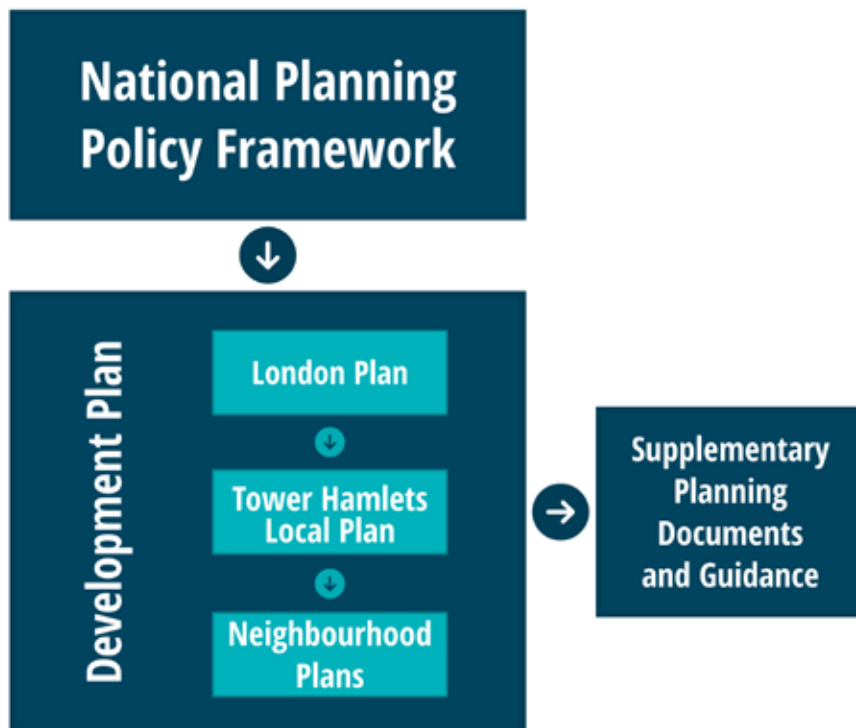 National Planning
Policy Framework
Development Plan
London Plan
Tower Hamlets
Local Plan
Neighbourhood
Plans
Supplementary
Planning
Documents
and Guidance